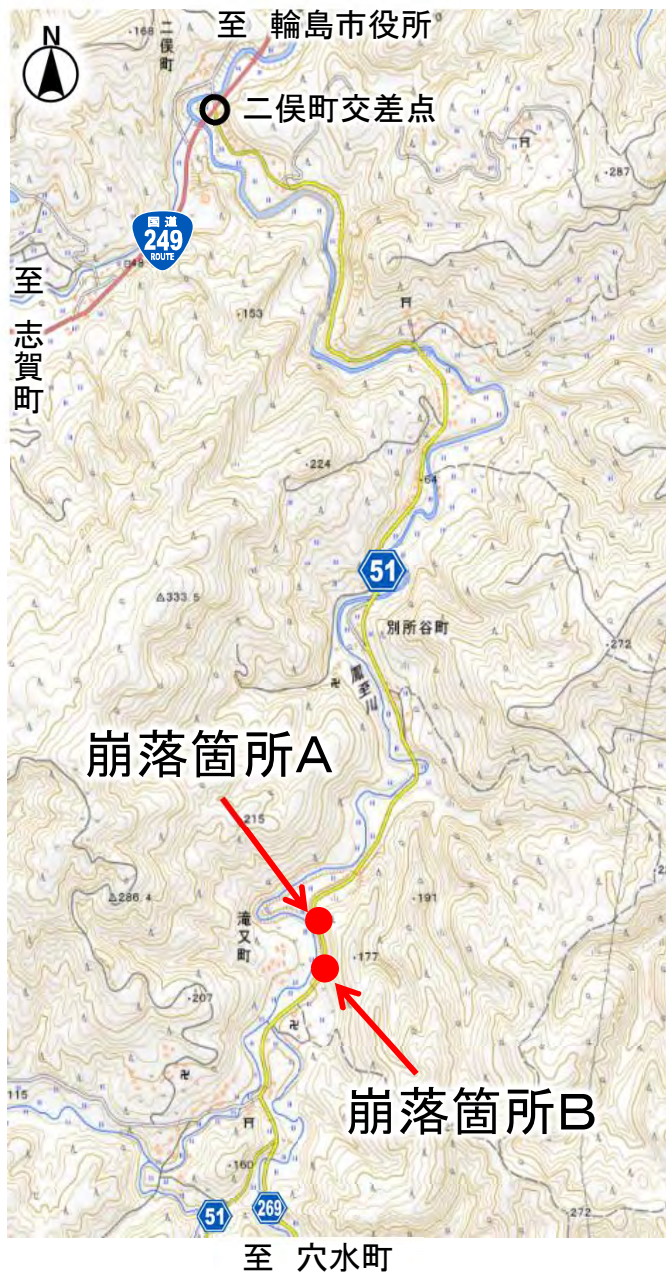 N
至 輪島市役所
・168
二俣町
二俣町交差点
・287
国道
249
ROUTE
至 志賀町
・153
・224
・64
51
△333.5
別所谷町
・272
鳳至川
崩落箇所A
・215
△286.4
・191
滝又町
・177
・207
崩落箇所B
115
・160
51
269
・272
至 穴水町